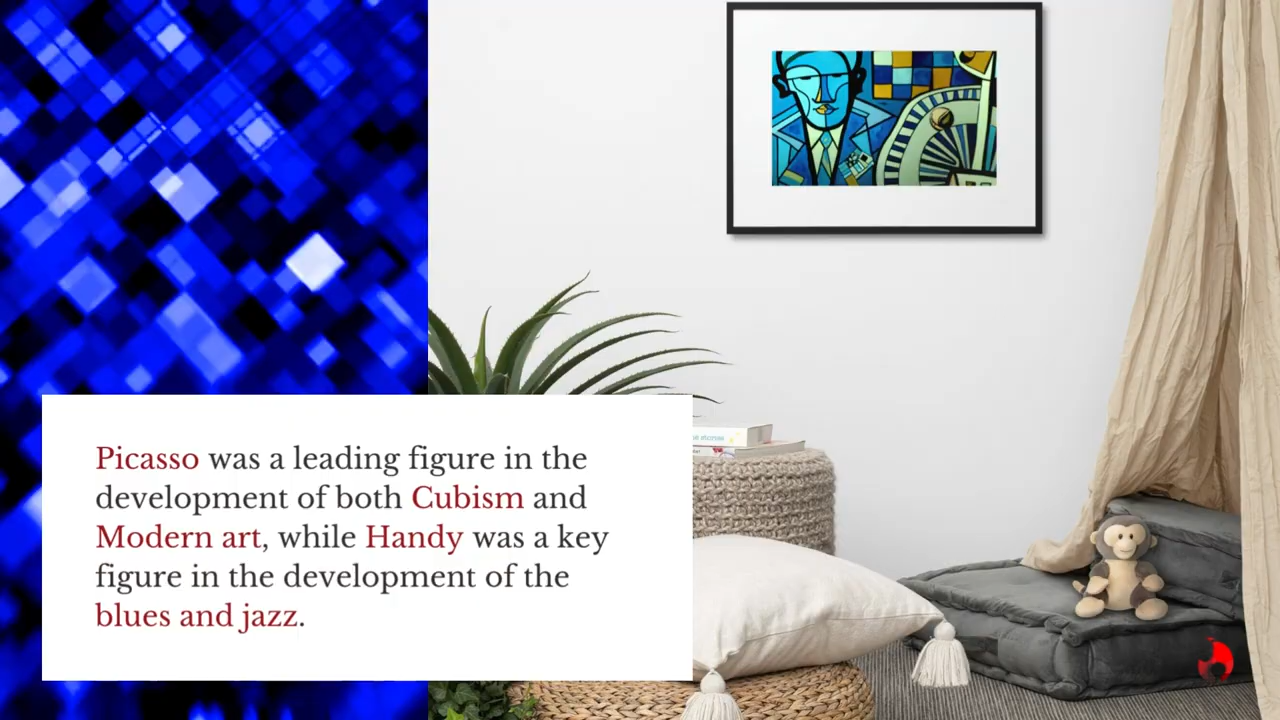 Picasso was a leading figure in the
development of both Cubism and
Modern art, while Handy was a key
figure in the development of the
blues and jazz.